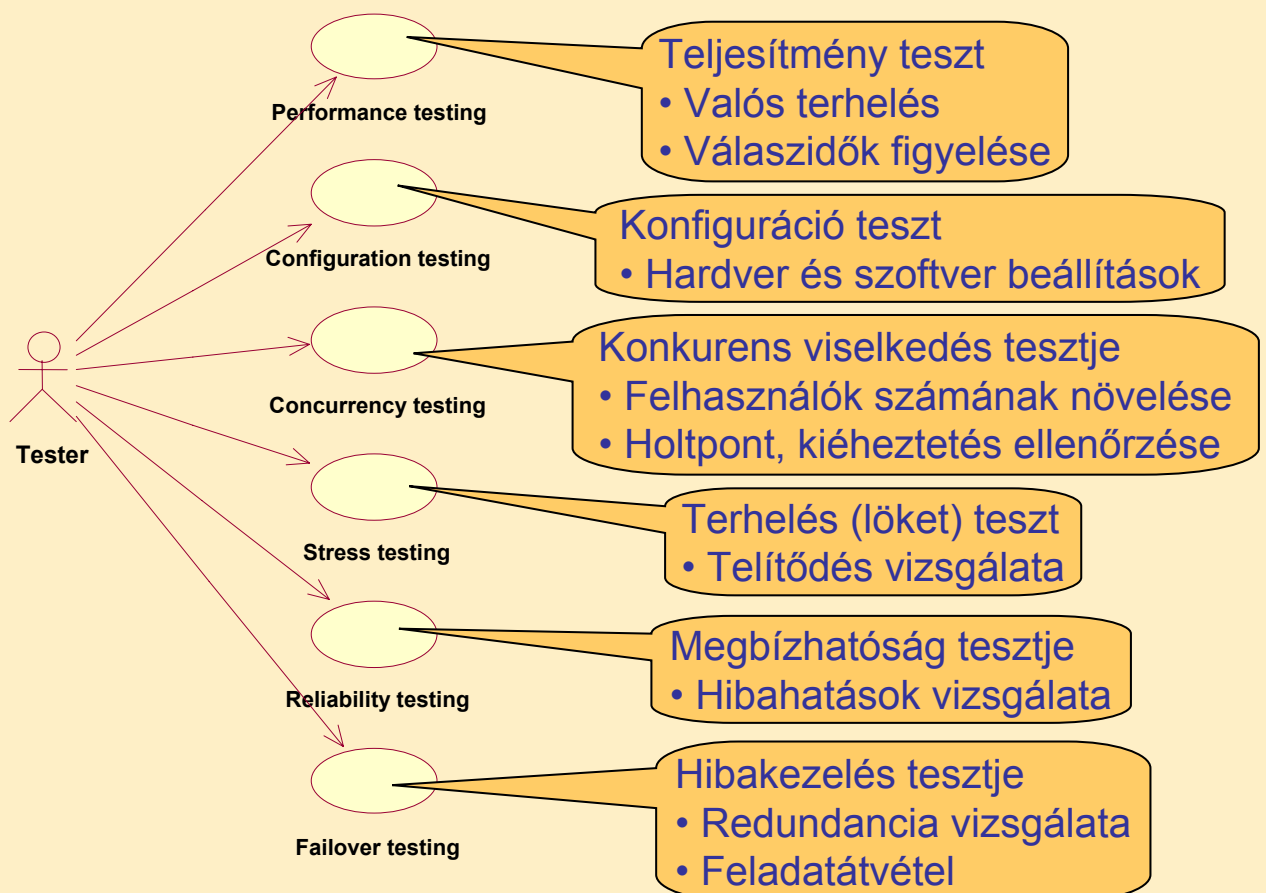 Performance testing
Teljesítmény teszt
• Valós terhelés
• Válaszidők figyelése
Configuration testing
Konfiguráció teszt
• Hardver és szoftver beállítások
Tester
Concurrency testing
Konkurens viselkedés tesztje
• Felhasználók számának növelése
• Holtpont, kiéheztetés ellenőrzése
Stress testing
Terhelés (löket) teszt
• Telítődés vizsgálata
Reliability testing
Megbízhatóság tesztje
• Hibahatások vizsgálata
Failover testing
Hibakezelés tesztje
• Redundancia vizsgálata
• Feladatátvétel